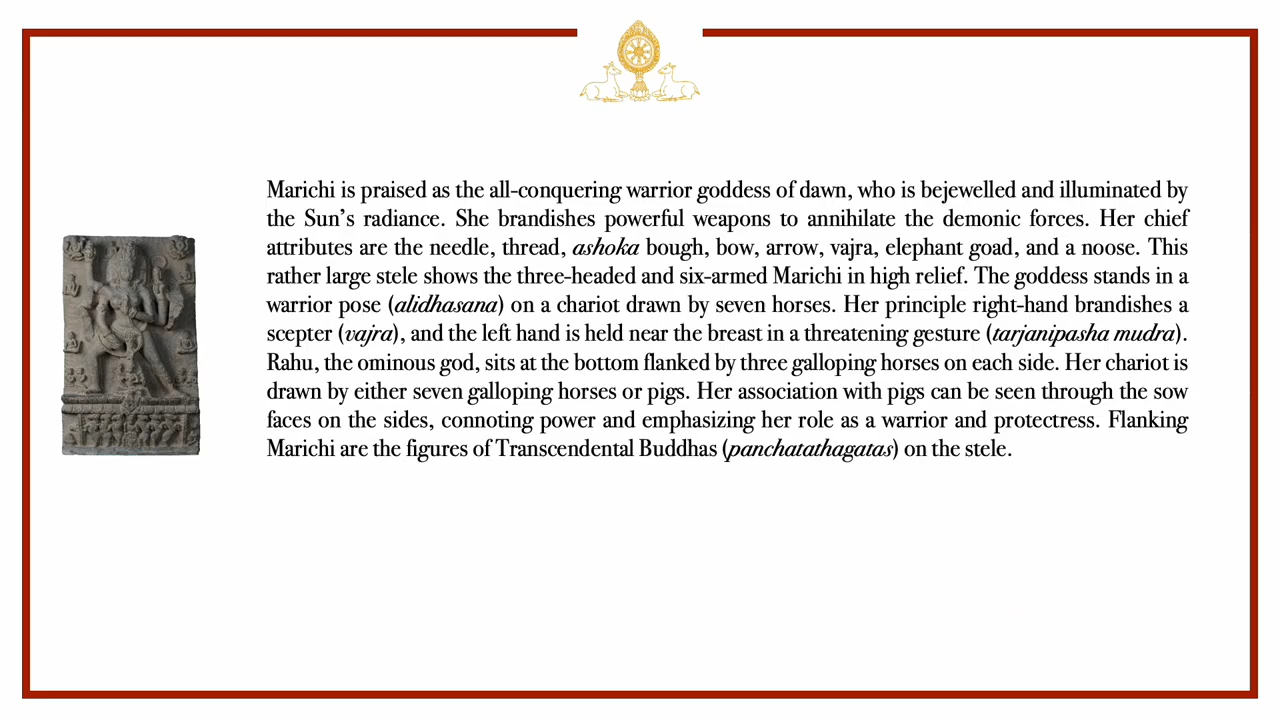 Marichi is praised as the all-conquering warrior goddess of dawn, who is bejewelled and illuminated by
the Sun’s radiance. She brandishes powerful weapons to annihilate the demonic forces. Her chief
attributes are the needle, thread, ashoka bough, bow, arrow, vajra, elephant goad, and a noose. This
rather large stele shows the three-headed and six-armed Marichi in high relief. The goddess stands in a
warrior pose (alidhasana) on a chariot drawn by seven horses. Her principle right-hand brandishes a
scepter (vajra), and the left hand is held near the breast in a threatening gesture (tarjanipasha mudra).
Rahu, the ominous god, sits at the bottom flanked by three galloping horses on each side. Her chariot is
drawn by either seven galloping horses or pigs. Her association with pigs can be seen through the sow
faces on the sides, connoting power and emphasizing her role as a warrior and protectress. Flanking
Marichi are the figures of Transcendental Buddhas (panchatathagatas) on the stele.